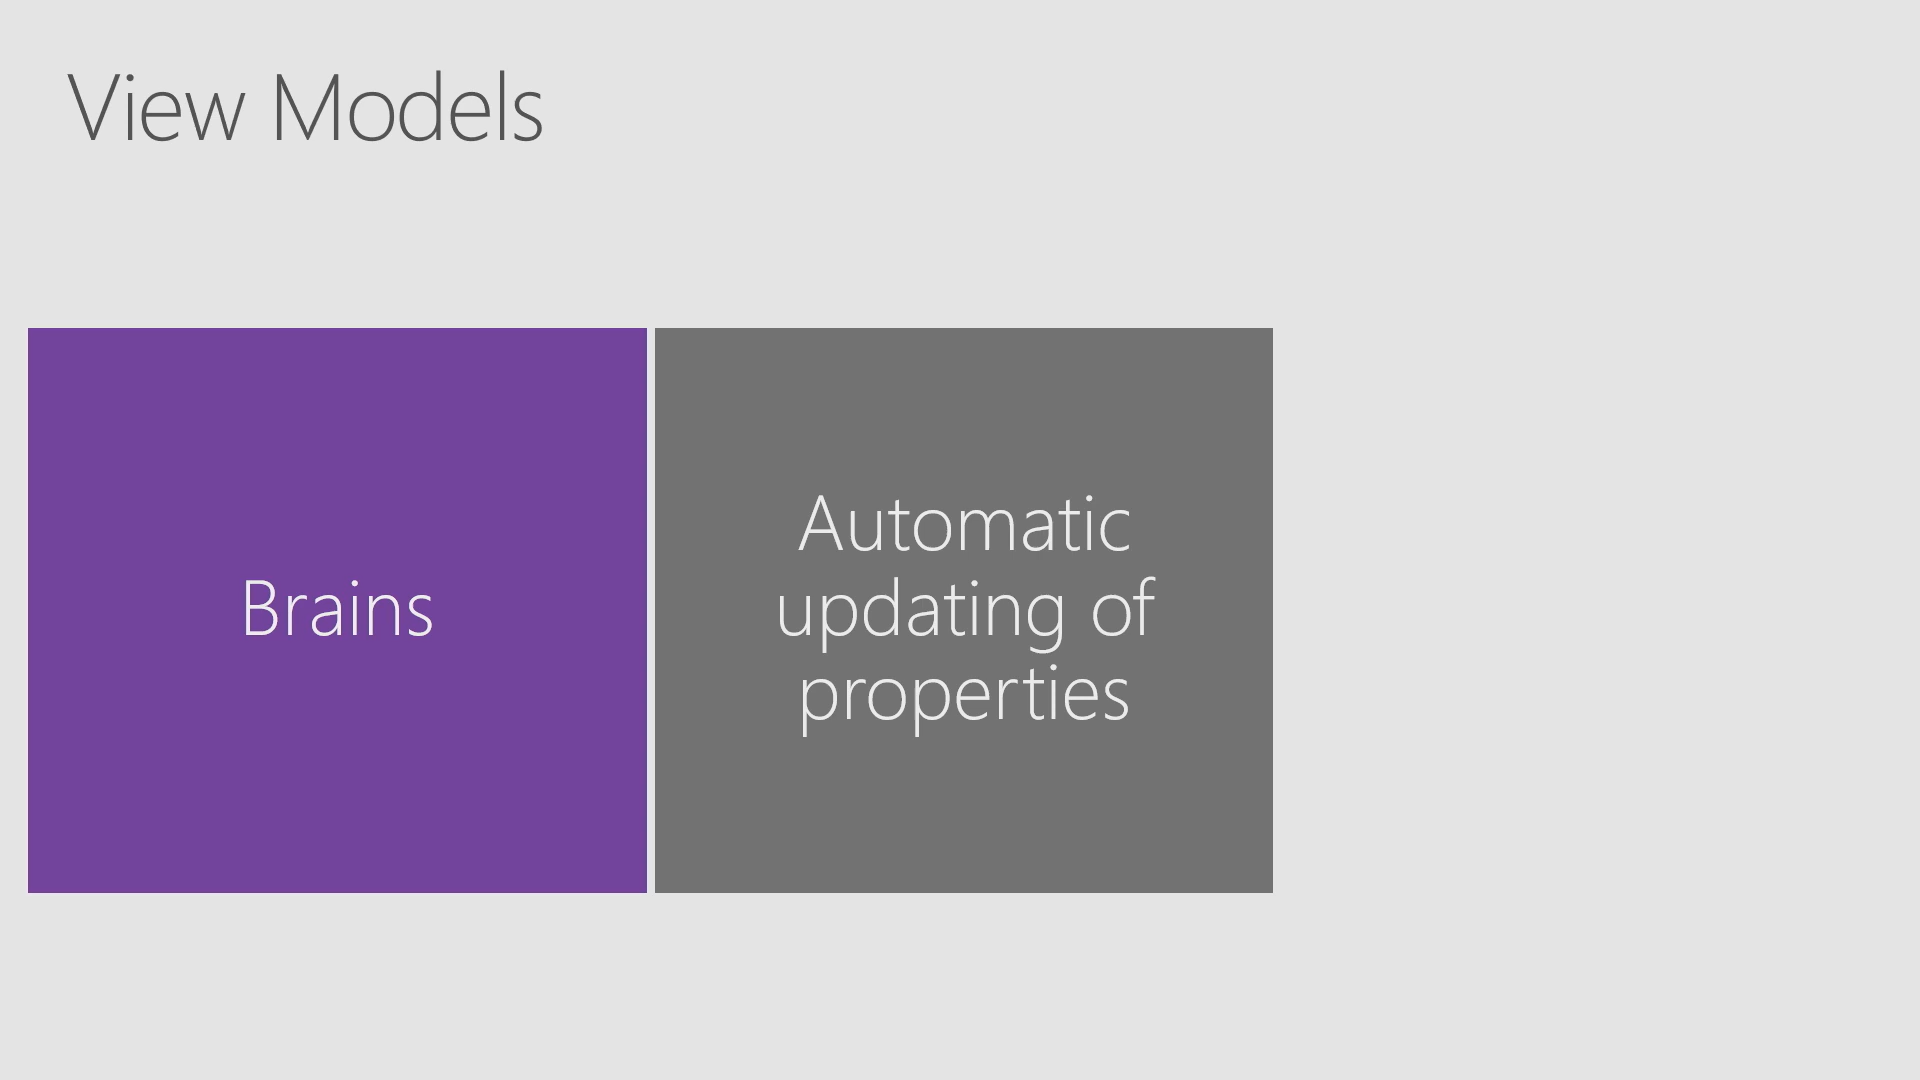 View Models
Brains
Automatic
updating of
properties